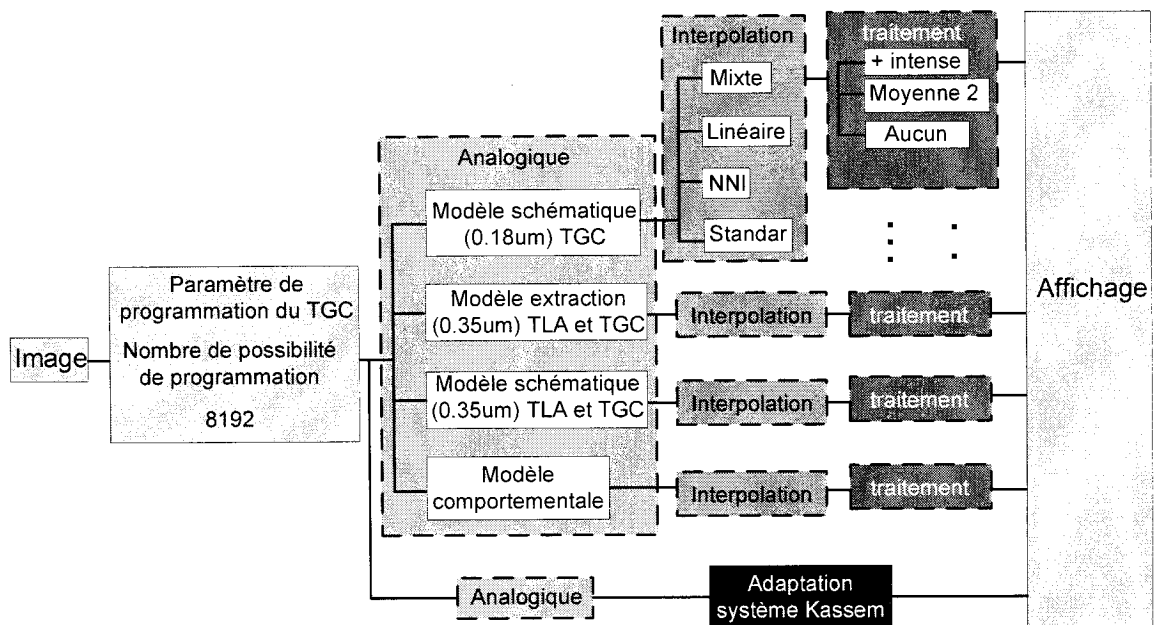 Image
Paramètre de
programmation du TGC
Nombre de possibilité
de programmation
8192
Analogique
Modèle schématique
(0.18um) TGC
Modèle extraction
(0.35um) TLA et TGC
Modèle schématique
(0.35um) TLA et TGC
Modèle
comportementale
Interpolation
Mixte
Linéaire
NNI
Standar
traitement
+ intense
Moyenne 2
Aucun
Interpolation
traitement
Interpolation
traitement
Interpolation
traitement
Analogique
Adaptation
système Kassem
Affichage